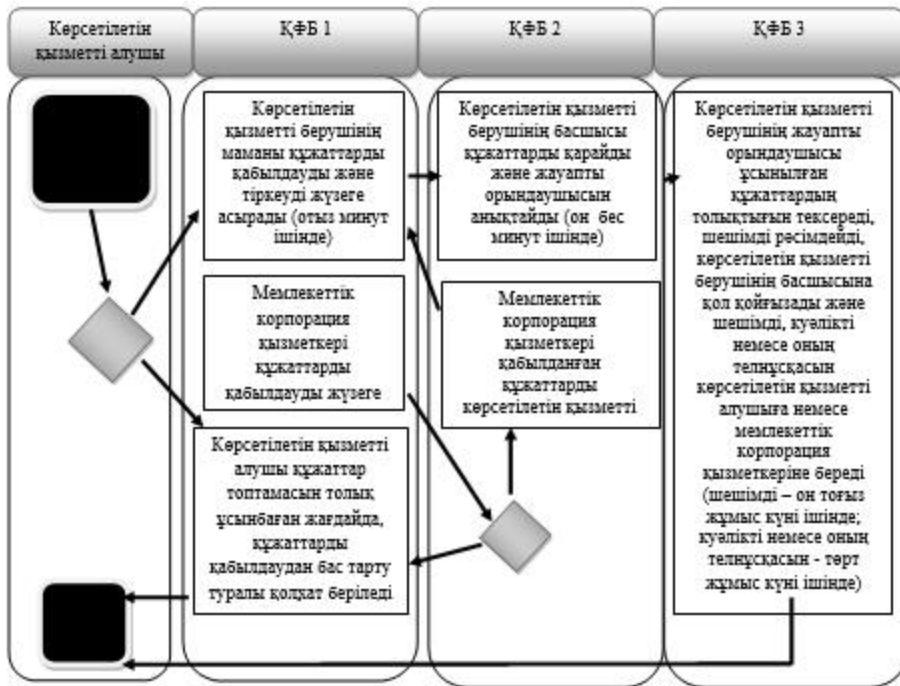 Көрсетілетін
қызметті алушы
ҚФБ 1
ҚФБ 2
ҚФБ 3
Көрсетілетін
қызметті берушінің
маманы құжаттарды
қабылдауды және
тіркеуді жүзеге
асырады (отыз минут
ішінде)
Мемлекеттік
корпорация
қызметкері
құжаттарды
қабылдауды жүзеге
Көрсетілетін қызметті
алушы құжаттар
топтамасын толық
ұсынбаған жағдайда,
құжаттарды
қабылдаудан бас тарту
туралы қолхат беріледі
Көрсетілетін қызметті
берушінің басшысы
құжаттарды қарайды
және жауапты
орындаушысын
анықтайды (он бес
минут ішінде)
Мемлекеттік
корпорация
қызметкері
қабылданған
құжаттарды
көрсетілетін қызметті
Көрсетілетін қызметті
берушінің жауапты
орындаушысы
ұсынылған
құжаттардың
толықтығын тексереді,
шешімді рәсімдейді,
көрсетілетін қызметті
берушінің басшысына
қол қойғызады және
шешімді, куәлікті
немесе оның
телнұсқасын
көрсетілетін қызметті
алушыға немесе
мемлекеттік
корпорация
қызметкеріне береді
(шешімді – он тоғыз
жұмыс күні ішінде;
куәлікті немесе оның
телнұсқасын - төрт
жұмыс күні ішінде)